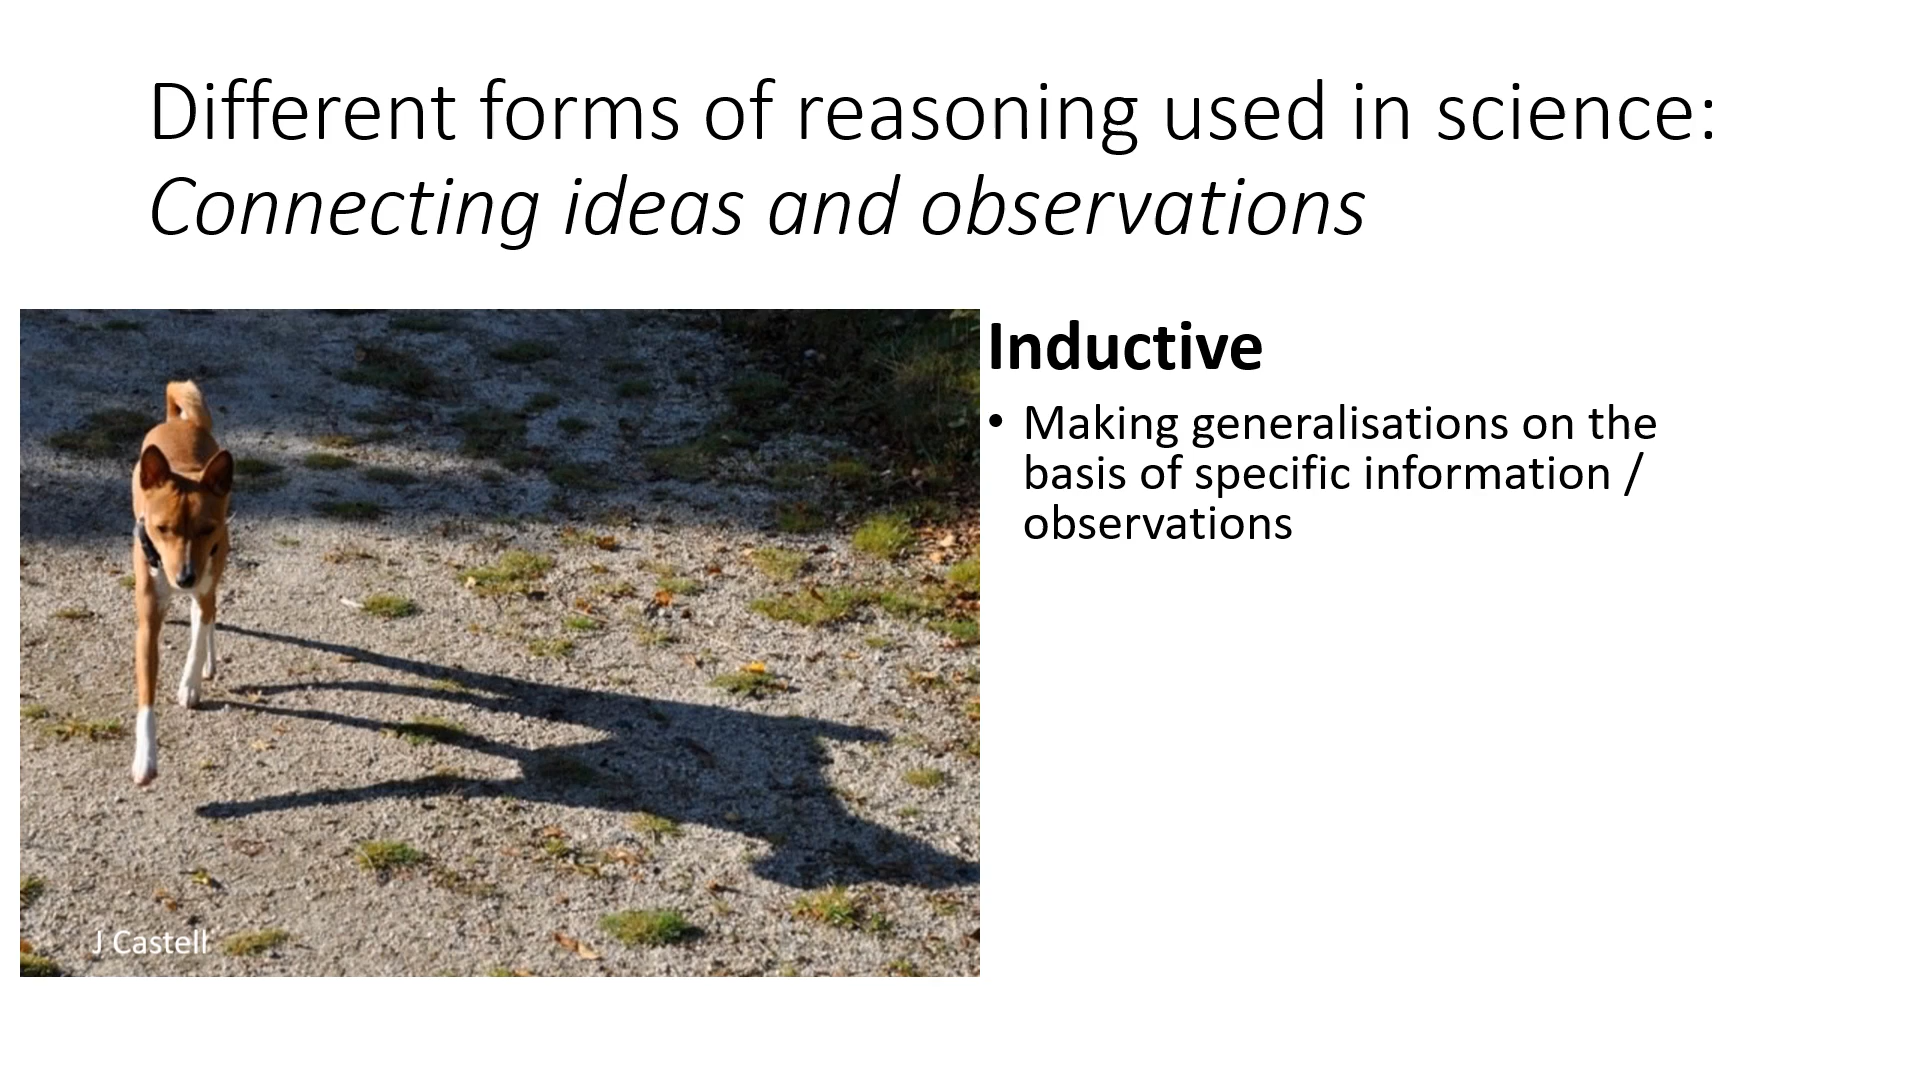 Different forms of reasoning used in science:
Connecting ideas and observations
Inductive
• Making generalisations on the
basis of specific information /
observations
J Castell